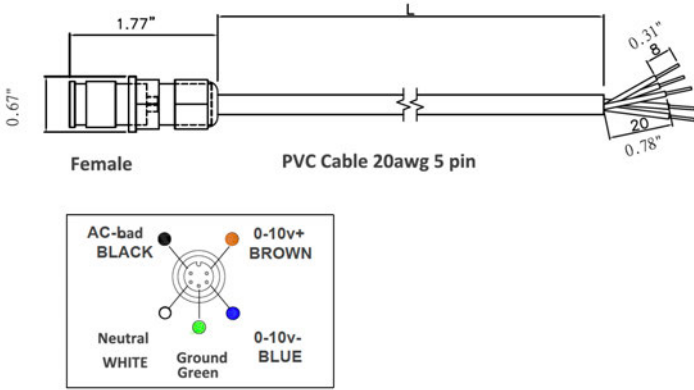 1.77"
L
0.31"
8
0.67"
20
0.78"
Female
PVC Cable 20awg 5 pin
AC-bad
BLACK
0-10v+
BROWN
Neutral
WHITE
Ground
Green
0-10v-
BLUE